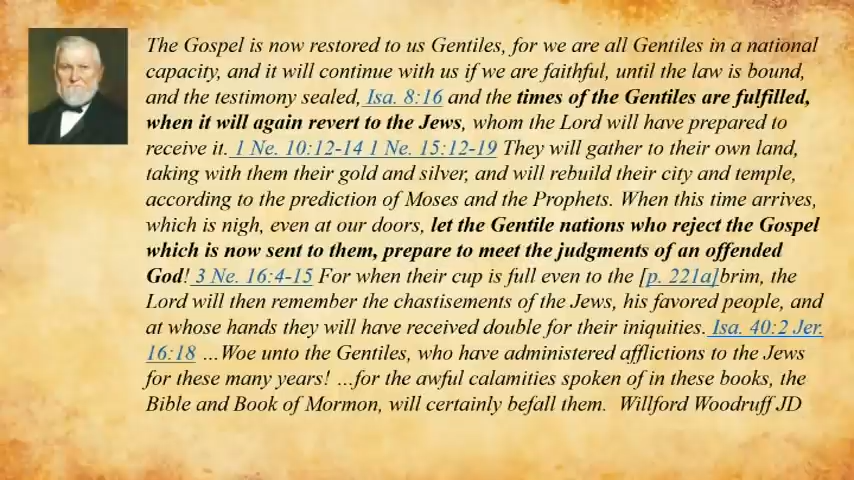 The Gospel is now restored to us Gentiles, for we are all Gentiles in a national
capacity, and it will continue with us if we are faithful, until the law is bound,
and the testimony sealed, Isa. 8:16 and the times of the Gentiles are fulfilled,
when it will again revert to the Jews, whom the Lord will have prepared to
receive it. 1 Ne. 10:12-14 1 Ne. 15:12-19 They will gather to their own land,
taking with them their gold and silver, and will rebuild their city and temple,
according to the prediction of Moses and the Prophets. When this time arrives,
which is nigh, even at our doors, let the Gentile nations who reject the Gospel
which is now sent to them, prepare to meet the judgments of an offended
God! 3 Ne. 16:4-15 For when their cup is full even to the [p. 221a]brim, the
Lord will then remember the chastisements of the Jews, his favored people, and
at whose hands they will have received double for their iniquities. Isa. 40:2 Jer.
16:18 …Woe unto the Gentiles, who have administered afflictions to the Jews
for these many years! …for the awful calamities spoken of in these books, the
Bible and Book of Mormon, will certainly befall them.  Willford Woodruff JD